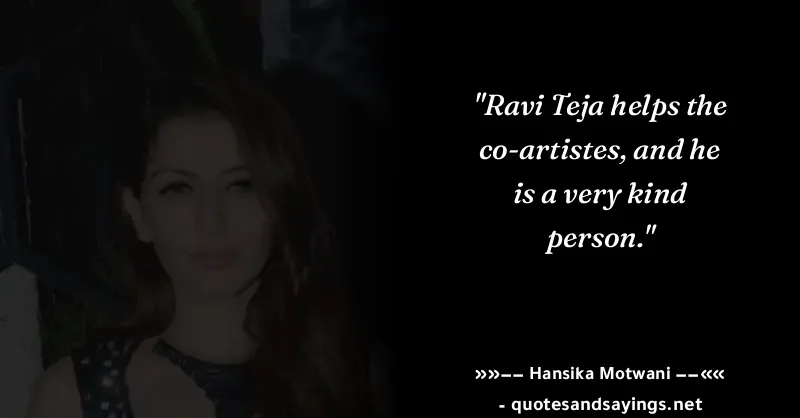 "Ravi Teja helps the
co-artistes, and he
is a very kind
person."
»»–– Hansika Motwani ––««
- quotesandsayings.net